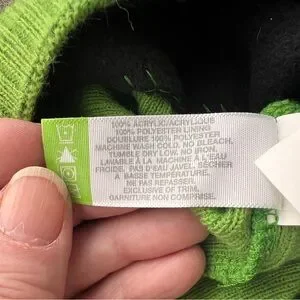 100% ACRYLIC/ACRYLIQUE
100% POLYESTER LINING
DOUBLURE 100% POLYESTER
MACHINE WASH COLD. NO BLEACH.
TUMBLE DRY LOW. NO IRON.
LAVABLE À LA MACHINE À L'EAU
FROIDE. PAS D'EAU JAVEL. SÉCHER
A BASSE TEMPÉRATURE.
NE PAS REPASSER.
EXCLUSIVE OF TRIM.
GARNITURE NON COMPRISE.